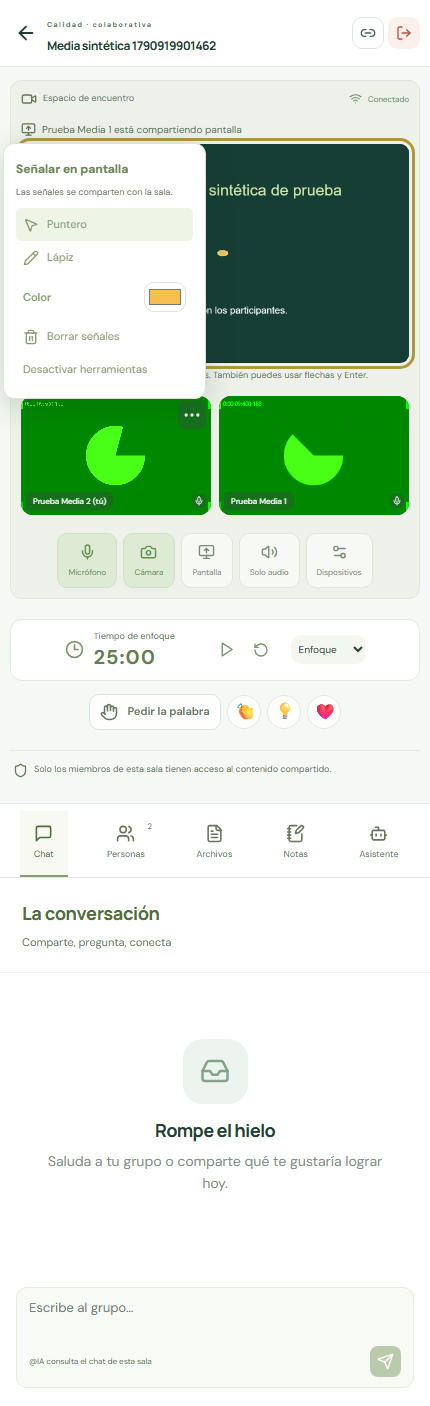 Calidad · colaborativa
Media sintética 1790919901462
Espacio de encuentro
Conectado
Prueba Media 1 está compartiendo pantalla
Señalar en pantalla
Las señales se comparten con la sala.
Puntero
Lápiz
Color
Borrar señales
Desactivar herramientas
sintética de prueba
on los participantes.
s. También puedes usar flechas y Enter.
Prueba Media 2 (tú)
Prueba Media 1
Micrófono
Cámara
Pantalla
Solo audio
Dispositivos
Tiempo de enfoque
25:00
Enfoque
Pedir la palabra
Solo los miembros de esta sala tienen acceso al contenido compartido.
Chat
Personas
2
Archivos
Notas
Asistente
La conversación
Comparte, pregunta, conecta
Rompe el hielo
Saluda a tu grupo o comparte qué te gustaría lograr
hoy.
Escribe al grupo...
@IA consulta el chat de esta sala